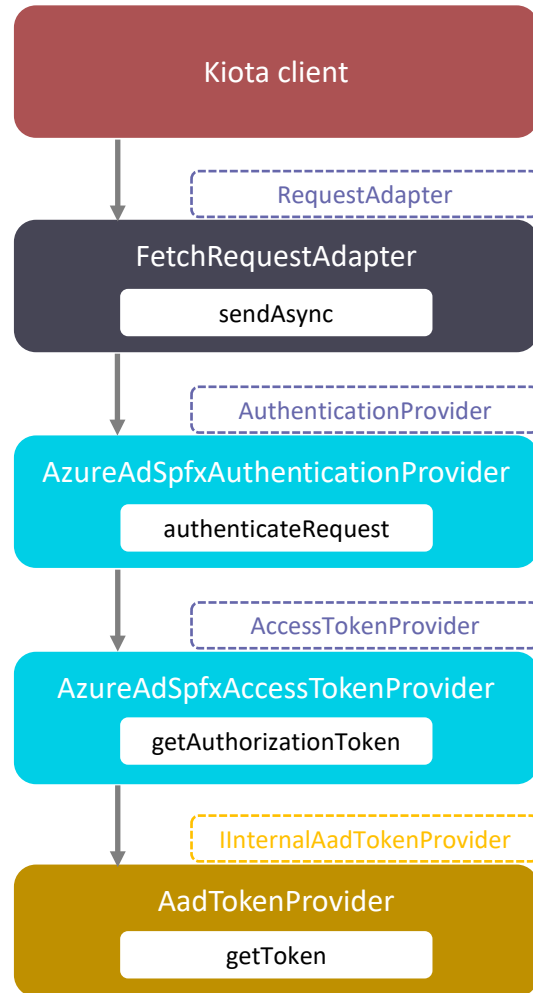 Kiota client
RequestAdapter
FetchRequestAdapter
sendAsync
AuthenticationProvider
AzureAdSpfxAuthenticationProvider
authenticateRequest
AccessTokenProvider
AzureAdSpfxAccessTokenProvider
getAuthorizationToken
IInternalAadTokenProvider
AadTokenProvider
getToken